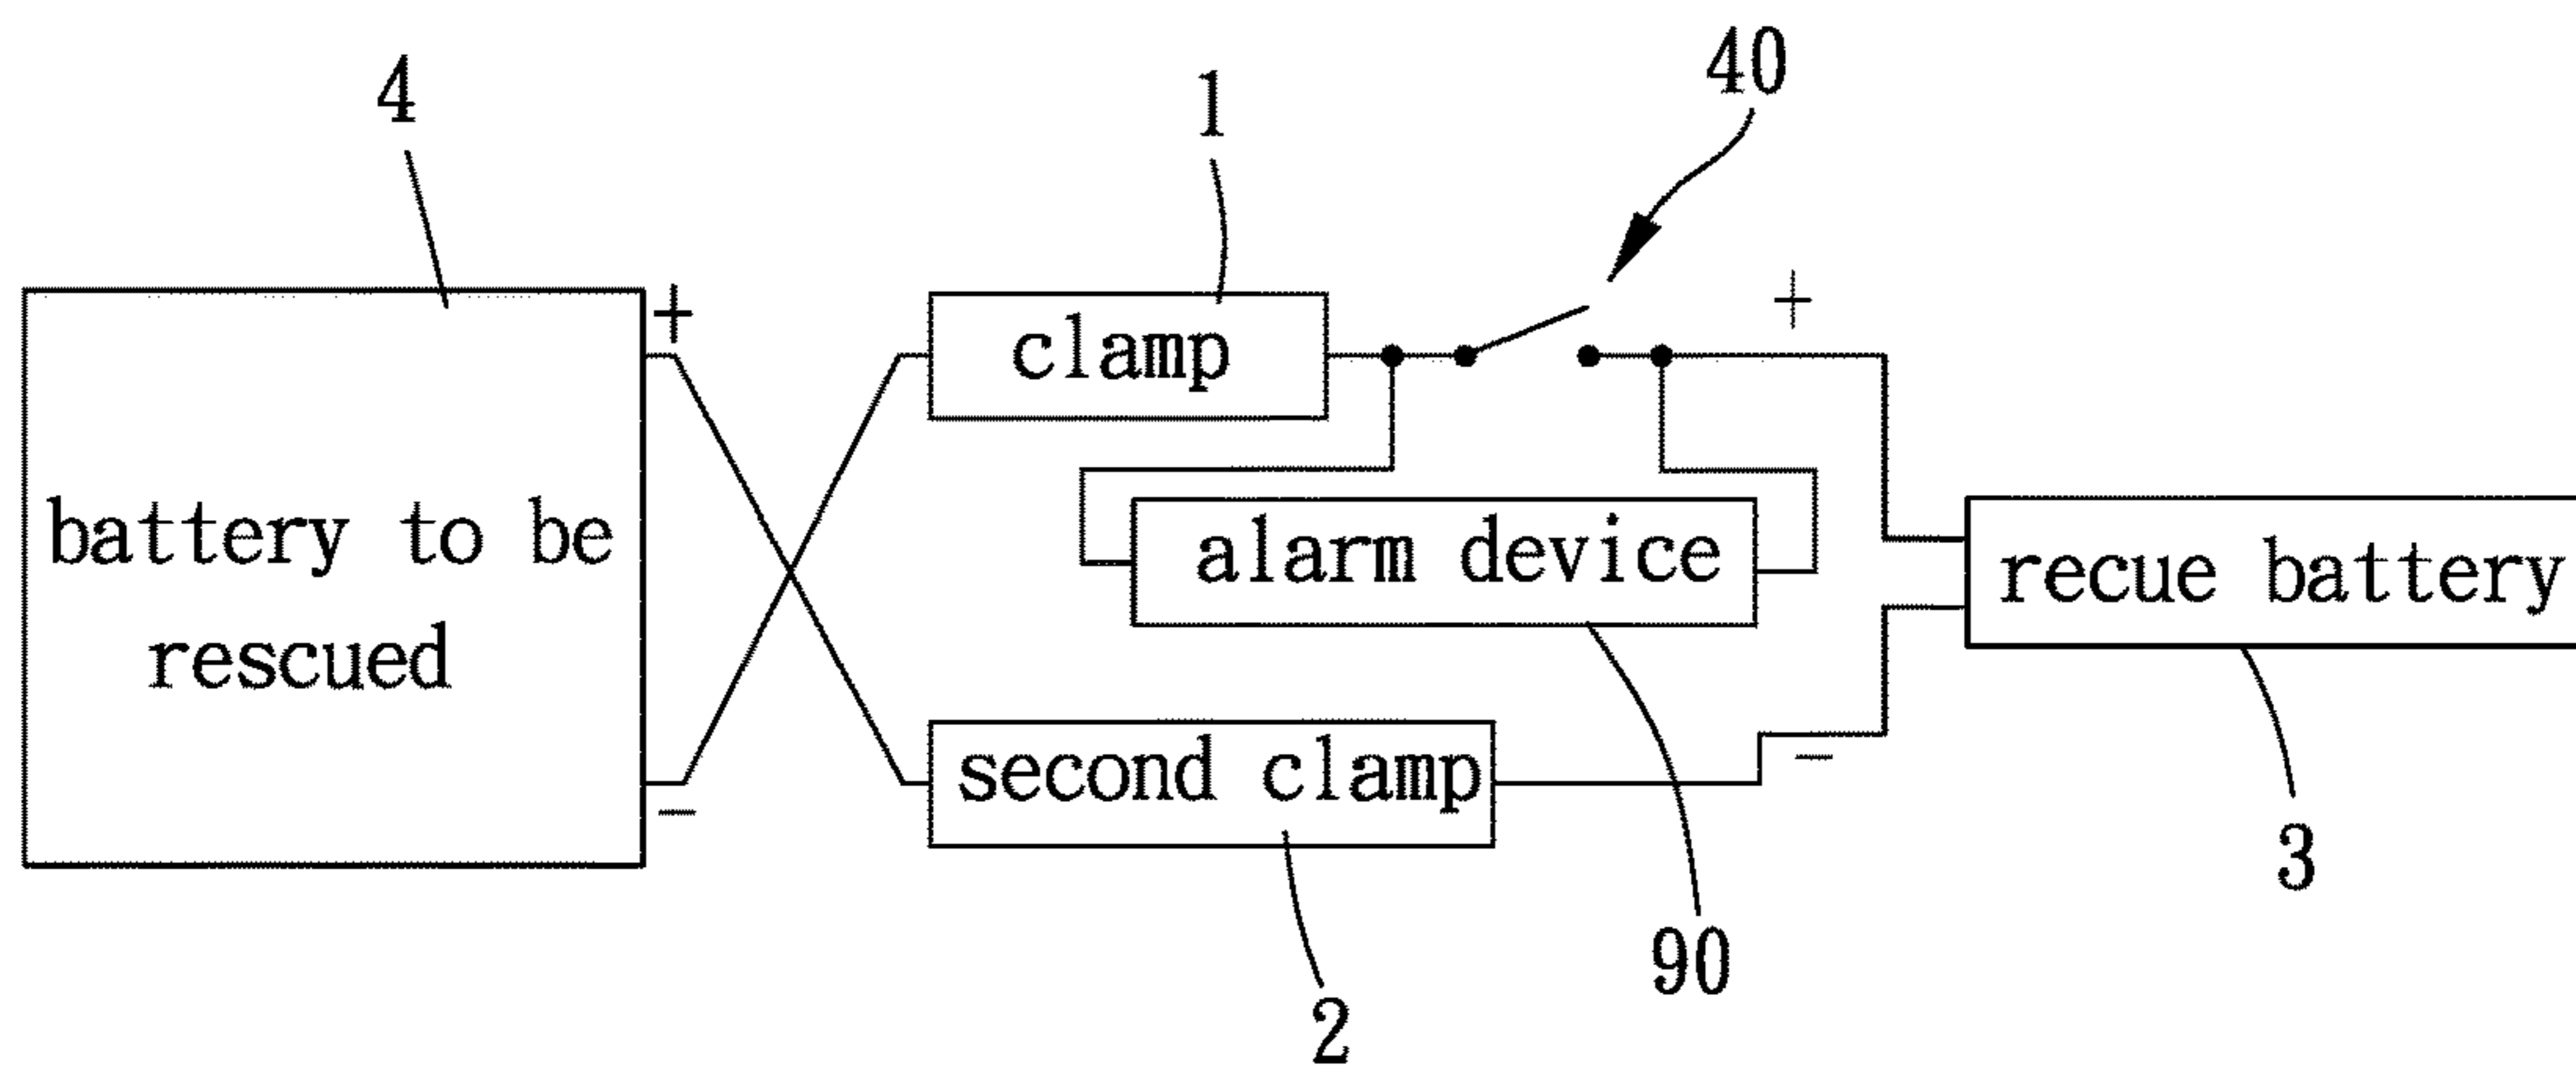 4
1
40
+
+
clamp
battery to be
rescued
alarm device
recue battery
second clamp
−
−
3
90
2